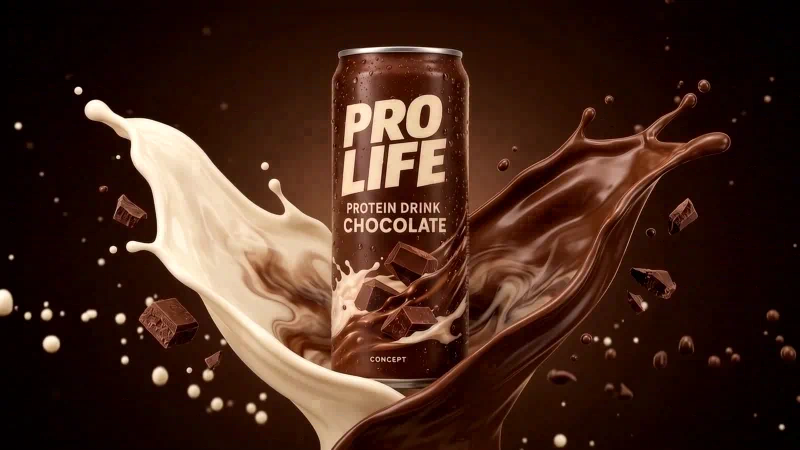 PRO
LIFE
PROTEIN DRINK
CHOCOLATE
CONCEPT